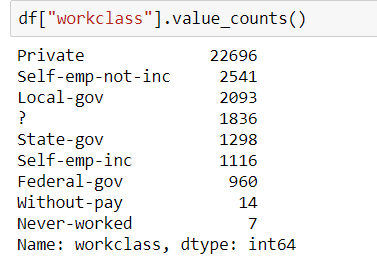 df["workclass"].value_counts()
Private 22696
Self-emp-not-inc 2541
Local-gov 2093
? 1836
State-gov 1298
Self-emp-inc 1116
Federal-gov 960
Without-pay 14
Never-worked 7
Name: workclass, dtype: int64